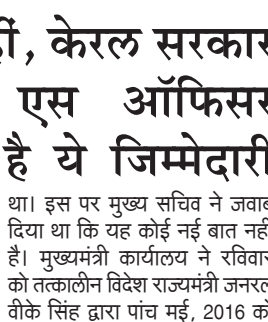 केरल सरकार
एस ऑफिसर
है ये जिम्मेदारी
था। इस पर मुख्य सचिव ने जवाब
दिया था कि यह कोई नई बात नहीं
है। मुख्यमंत्री कार्यालय ने रविवार
को तत्कालीन विदेश राज्यमंत्री जनरल
वीके सिंह द्वारा पांच मई, 2016 को